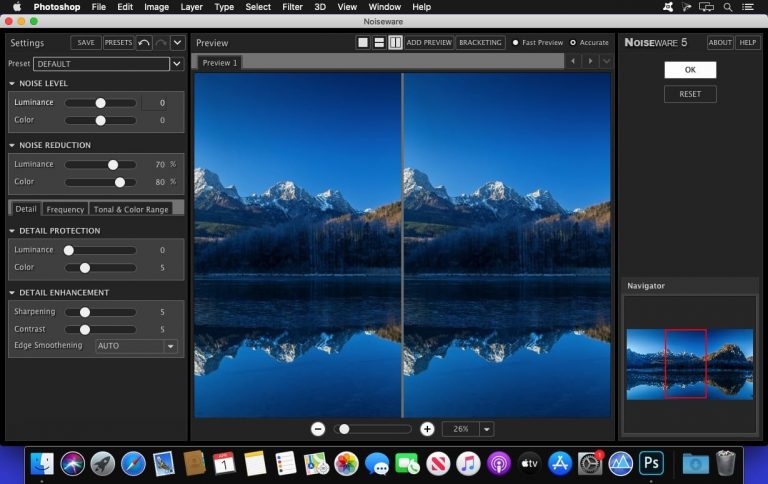 Photoshop File Edit Image Layer Type Select Filter 3D View Window Help
Noiseware
Settings SAVE PRESETS
Preset DEFAULT
NOISE LEVEL
Luminance 0
Color 0
NOISE REDUCTION
Luminance 70 %
Color 80 %
Detail Frequency Tonal & Color Range
DETAIL PROTECTION
Luminance 0
Color 5
DETAIL ENHANCEMENT
Sharpening 5
Contrast 5
Edge Smoothening AUTO
Preview ADD PREVIEW BRACKETING Fast Preview Accurate
Preview 1
26%
NOISEWARE 5 ABOUT HELP
OK
RESET
Navigator
APR
1
tv
1
Ps